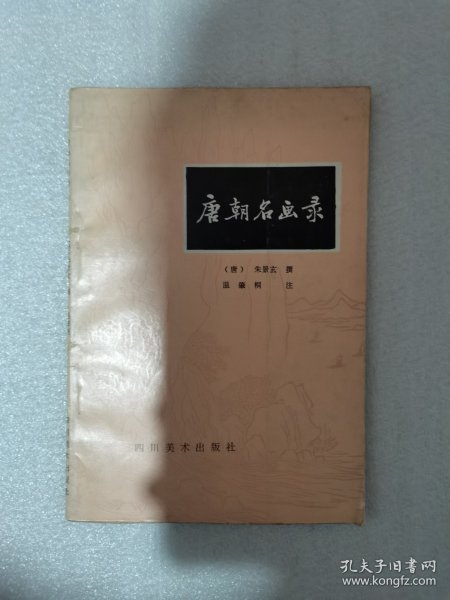 唐朝名画录
（唐） 朱景玄 撰
温肇桐 注
四川美术出版社
孔夫子旧书网
www.kongfz.com